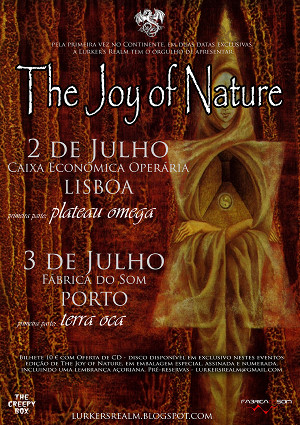 Pela primeira vez no Continente, em duas datas exclusivas
a Lurker's Realm tem o orgulho de apresentar
The Joy of Nature
2 de Julho
Caixa Económica Operária
Lisboa
primeira parte: plateau omega
3 de Julho
Fábrica do Som
Porto
primeira parte: terra oca
Bilhete 10 € com Oferta de CD - disco disponível em exclusivo nestes eventos
edição de The Joy of Nature, em embalagem especial, assinada e numerada
incluindo uma lembrança açoriana. Pré-reservas - lurkersrealm@gmail.com
THE
CREEPY
BOX
FABRICA SOM
lurkersrealm.blogspot.com